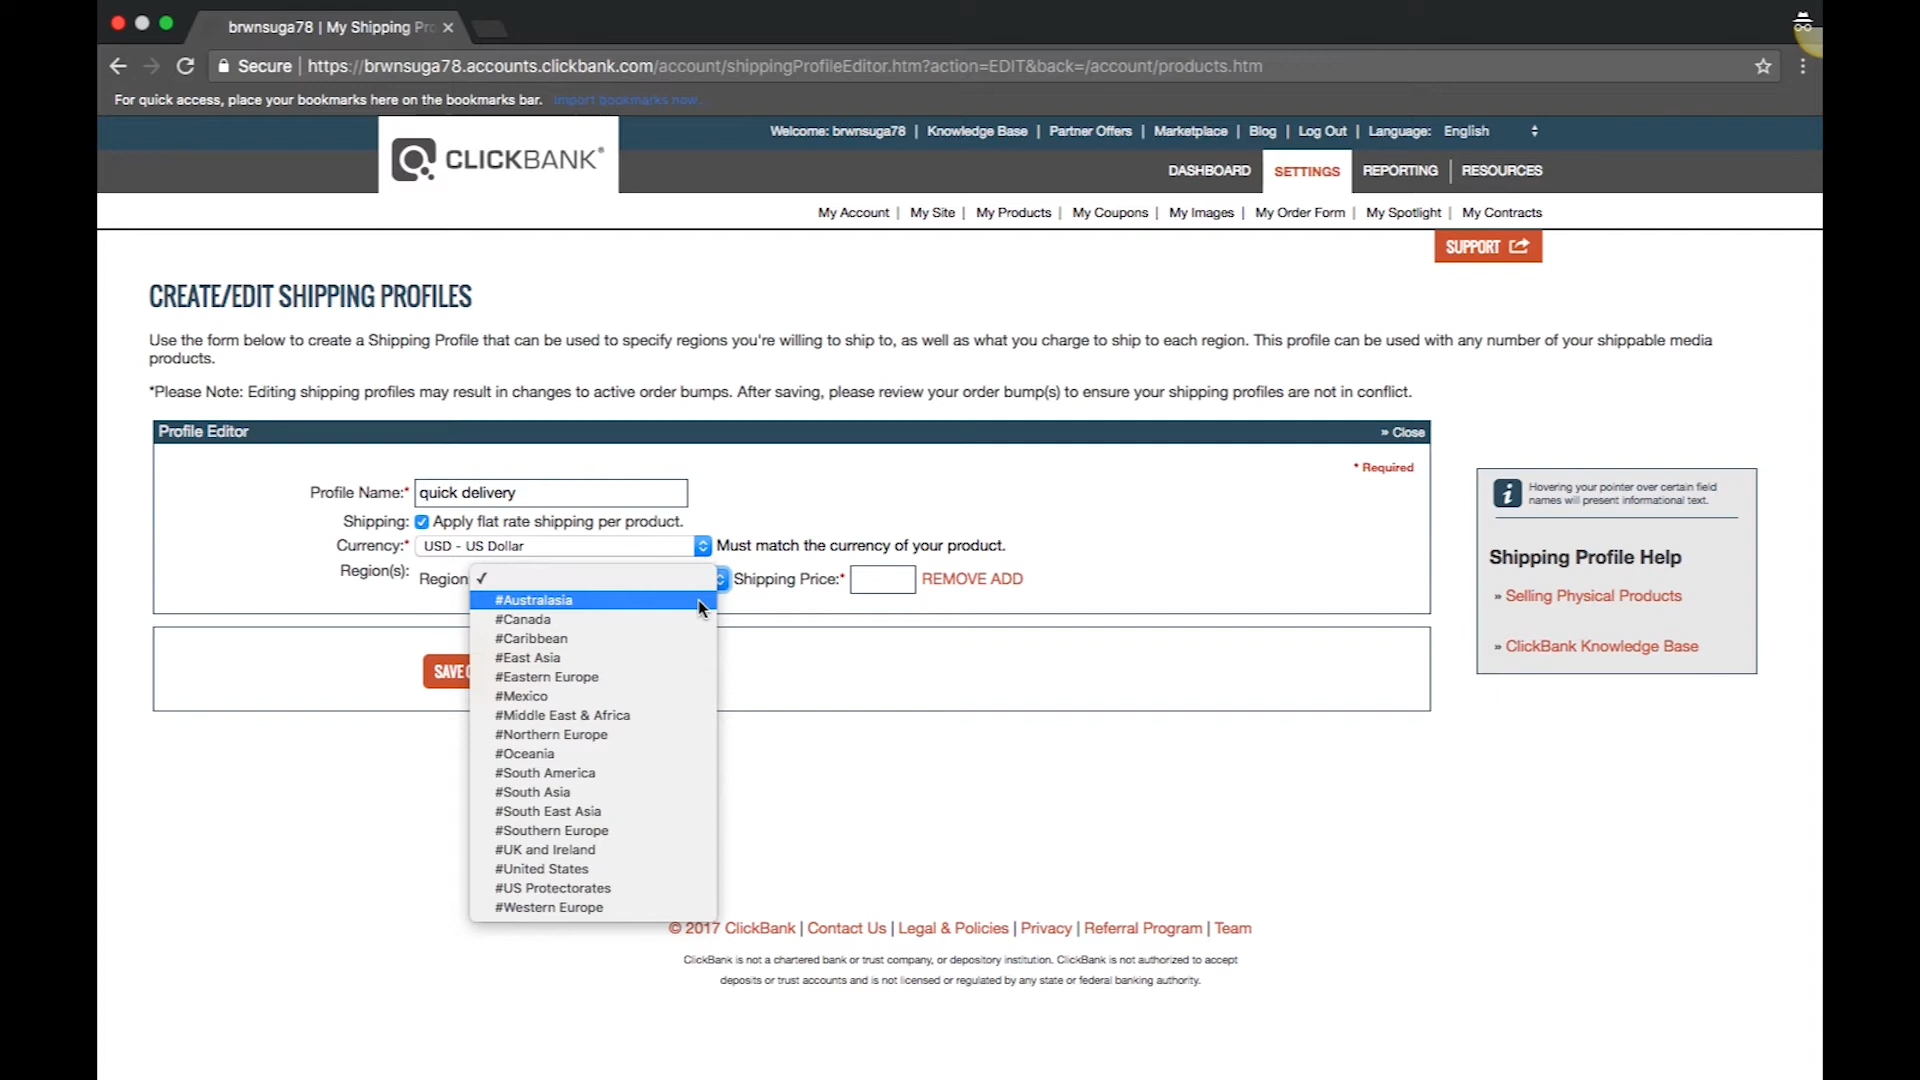 brwnsuga78 | My Shipping Pro
Secure | https://brwnsuga78.accounts.clickbank.com/account/shippingProfileEditor.htm?action=EDIT&back=/account/products.htm
For quick access, place your bookmarks here on the bookmarks bar. Import bookmarks now...
Welcome: brwnsuga78 | Knowledge Base | Partner Offers | Marketplace | Blog | Log Out | Language: English
CLICKBANK®
DASHBOARD SETTINGS REPORTING RESOURCES
My Account | My Site | My Products | My Coupons | My Images | My Order Form | My Spotlight | My Contracts
SUPPORT
CREATE/EDIT SHIPPING PROFILES
Use the form below to create a Shipping Profile that can be used to specify regions you're willing to ship to, as well as what you charge to ship to each region. This profile can be used with any number of your shippable media
products.
*Please Note: Editing shipping profiles may result in changes to active order bumps. After saving, please review your order bump(s) to ensure your shipping profiles are not in conflict.
Profile Editor
» Close
* Required
Profile Name:* quick delivery
Shipping: Apply flat rate shipping per product.
Currency:* USD - US Dollar Must match the currency of your product.
Region(s):
Region ✓ Shipping Price:* REMOVE ADD
#Australasia
#Canada
#Caribbean
#East Asia
#Eastern Europe
#Mexico
#Middle East & Africa
#Northern Europe
#Oceania
#South America
#South Asia
#South East Asia
#Southern Europe
#UK and Ireland
#United States
#US Protectorates
#Western Europe
SAVE
Hovering your pointer over certain field
names will present informational text.
Shipping Profile Help
» Selling Physical Products
» ClickBank Knowledge Base
© 2017 ClickBank | Contact Us | Legal & Policies | Privacy | Referral Program | Team
ClickBank is not a chartered bank or trust company, or depository institution. ClickBank is not authorized to accept
deposits or trust accounts and is not licensed or regulated by any state or federal banking authority.